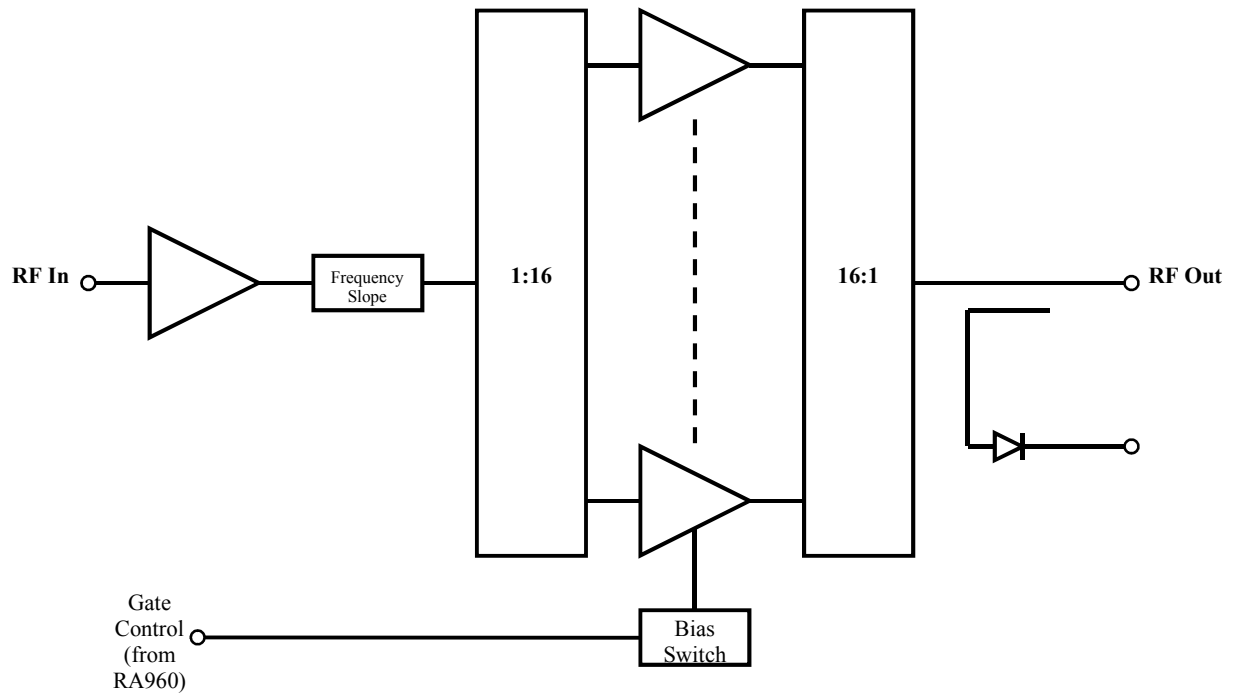 RF In
Frequency
Slope
1:16
16:1
RF Out
Gate
Control
(from
RA960)
Bias
Switch